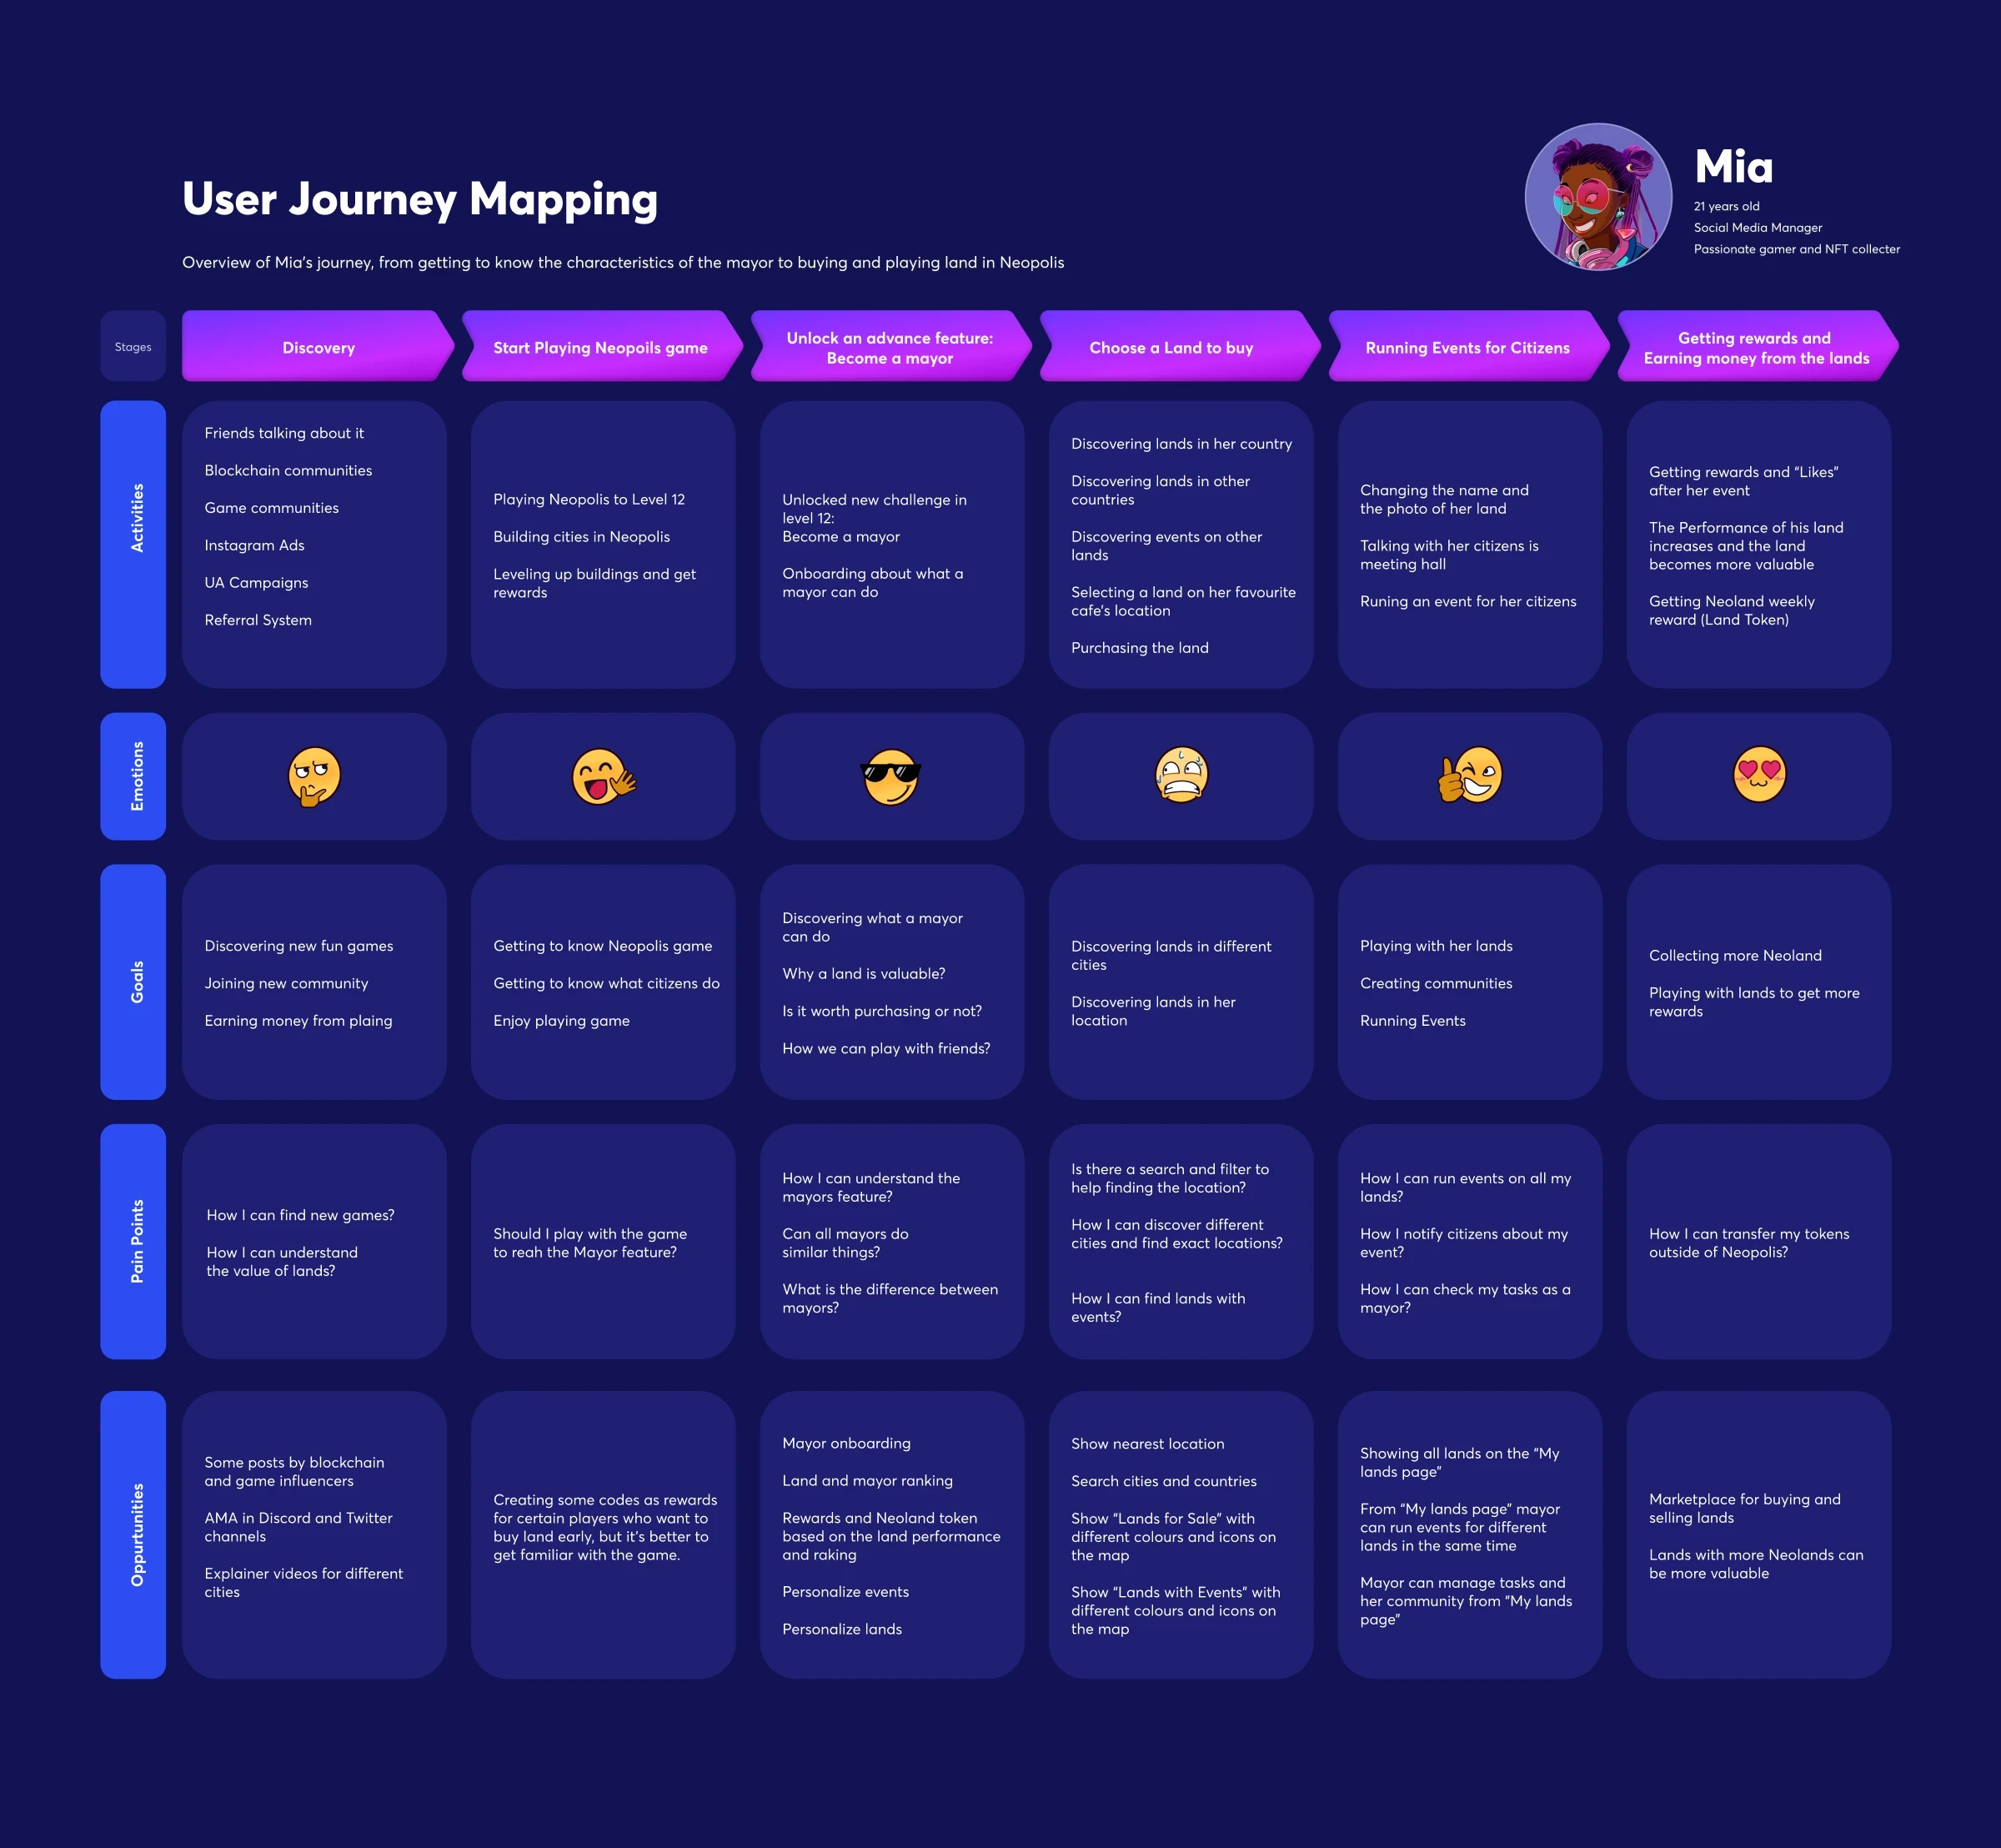 User Journey Mapping
Overview of Mia's journey, from getting to know the characteristics of the mayor to buying and playing land in Neopolis
Mia
21 years old
Social Media Manager
Passionate gamer and NFT collecter
Stages
Discovery
Start Playing Neopoils game
Unlock an advance feature:
Become a mayor
Choose a Land to buy
Running Events for Citizens
Getting rewards and
Earning money from the lands
Activities
Friends talking about it
Blockchain communities
Game communities
Instagram Ads
UA Campaigns
Referral System
Playing Neopolis to Level 12
Building cities in Neopolis
Leveling up buildings and get
rewards
Unlocked new challenge in
level 12:
Become a mayor
Onboarding about what a
mayor can do
Discovering lands in her country
Discovering lands in other
countries
Discovering events on other
lands
Selecting a land on her favourite
cafe's location
Purchasing the land
Changing the name and
the photo of her land
Talking with her citizens is
meeting hall
Runing an event for her citizens
Getting rewards and “Likes”
after her event
The Performance of his land
increases and the land
becomes more valuable
Getting Neoland weekly
reward (Land Token)
Emotions
Goals
Discovering new fun games
Joining new community
Earning money from plaing
Getting to know Neopolis game
Getting to know what citizens do
Enjoy playing game
Discovering what a mayor
can do
Why a land is valuable?
Is it worth purchasing or not?
How we can play with friends?
Discovering lands in different
cities
Discovering lands in her
location
Playing with her lands
Creating communities
Running Events
Collecting more Neoland
Playing with lands to get more
rewards
Pain Points
How I can find new games?
How I can understand
the value of lands?
Should I play with the game
to reah the Mayor feature?
How I can understand the
mayors feature?
Can all mayors do
similar things?
What is the difference between
mayors?
Is there a search and filter to
help finding the location?
How I can discover different
cities and find exact locations?
How I can find lands with
events?
How I can run events on all my
lands?
How I notify citizens about my
event?
How I can check my tasks as a
mayor?
How I can transfer my tokens
outside of Neopolis?
Oppurtunities
Some posts by blockchain
and game influencers
AMA in Discord and Twitter
channels
Explainer videos for different
cities
Creating some codes as rewards
for certain players who want to
buy land early, but it's better to
get familiar with the game.
Mayor onboarding
Land and mayor ranking
Rewards and Neoland token
based on the land performance
and raking
Personalize events
Personalize lands
Show nearest location
Search cities and countries
Show “Lands for Sale” with
different colours and icons on
the map
Show “Lands with Events” with
different colours and icons on
the map
Showing all lands on the “My
lands page”
From “My lands page” mayor
can run events for different
lands in the same time
Mayor can manage tasks and
her community from “My lands
page”
Marketplace for buying and
selling lands
Lands with more Neolands can
be more valuable